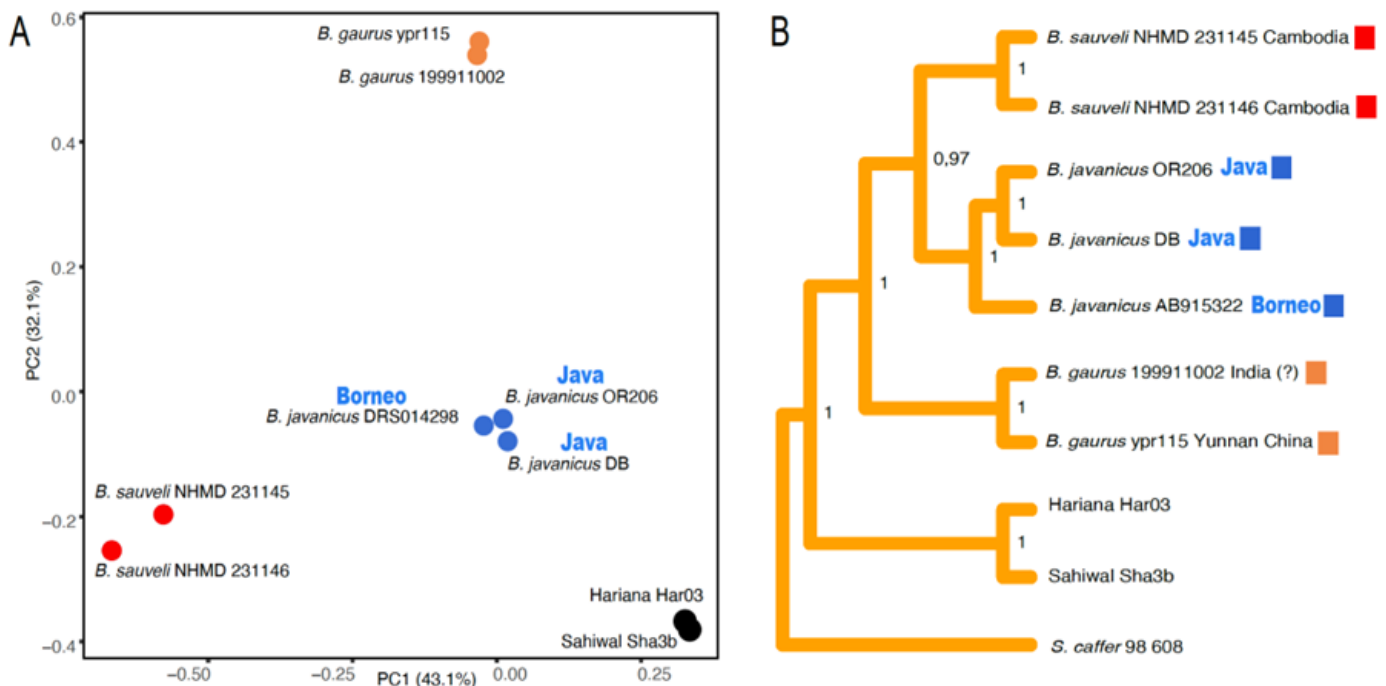 A
0.6
B. gaurus ypr115
B. gaurus 199911002
0.4
0.2
PC2 (32.1%)
0.0
Borneo
B. javanicus DRS014298
Java
B. javanicus OR206
Java
B. javanicus DB
B. sauveli NHMD 231145
−0.2
B. sauveli NHMD 231146
Hariana Har03
Sahiwal Sha3b
−0.4
−0.50
−0.25
0.00
0.25
PC1 (43.1%)
B
B. sauveli NHMD 231145 Cambodia
1
B. sauveli NHMD 231146 Cambodia
0,97
B. javanicus OR206 Java
1
B. javanicus DB Java
1
B. javanicus AB915322 Borneo
1
B. gaurus 199911002 India (?)
1
B. gaurus ypr115 Yunnan China
1
Hariana Har03
1
Sahiwal Sha3b
S. caffer 98 608